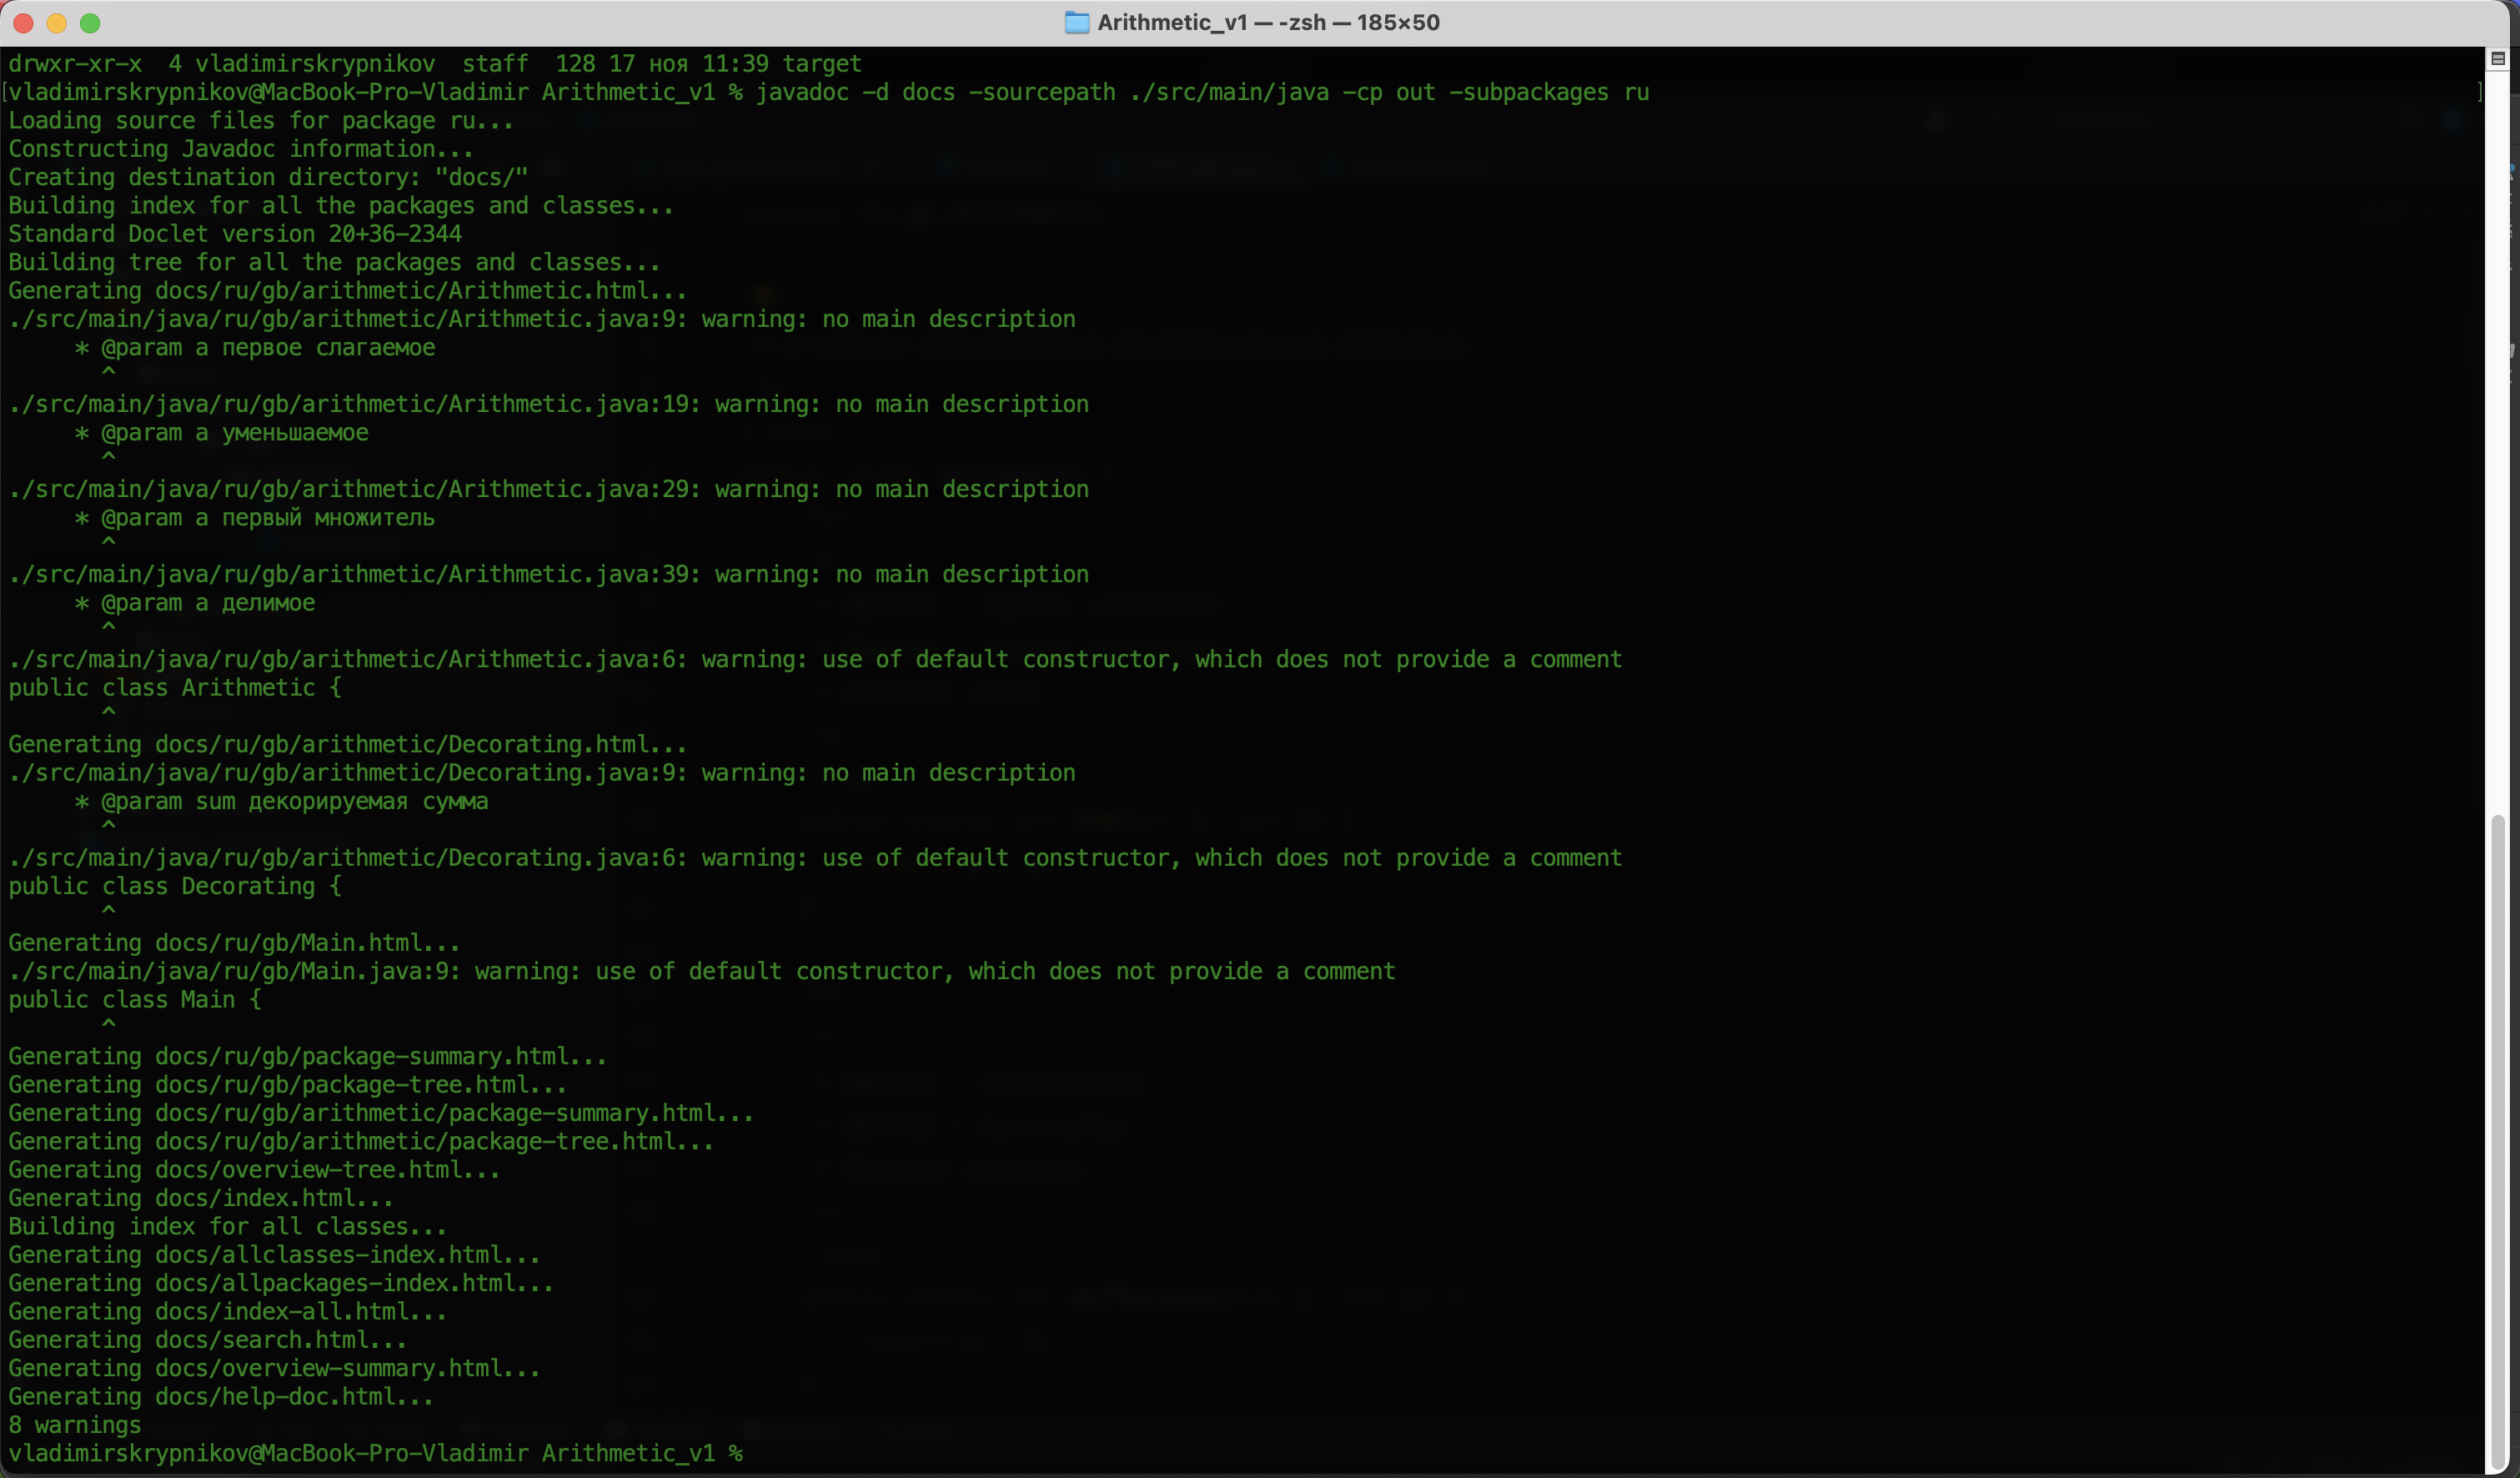 Arithmetic_v1 — -zsh — 185×50
drwxr-xr-x  4 vladimirskrypnikov  staff  128 17 ноя 11:39 target
[vladimirskrypnikov@MacBook-Pro-Vladimir Arithmetic_v1 % javadoc -d docs -sourcepath ./src/main/java -cp out -subpackages ru ]
Loading source files for package ru...
Constructing Javadoc information...
Creating destination directory: "docs/"
Building index for all the packages and classes...
Standard Doclet version 20+36-2344
Building tree for all the packages and classes...
Generating docs/ru/gb/arithmetic/Arithmetic.html...
./src/main/java/ru/gb/arithmetic/Arithmetic.java:9: warning: no main description
     * @param a первое слагаемое
       ^
./src/main/java/ru/gb/arithmetic/Arithmetic.java:19: warning: no main description
     * @param a уменьшаемое
       ^
./src/main/java/ru/gb/arithmetic/Arithmetic.java:29: warning: no main description
     * @param a первый множитель
       ^
./src/main/java/ru/gb/arithmetic/Arithmetic.java:39: warning: no main description
     * @param a делимое
       ^
./src/main/java/ru/gb/arithmetic/Arithmetic.java:6: warning: use of default constructor, which does not provide a comment
public class Arithmetic {
       ^
Generating docs/ru/gb/arithmetic/Decorating.html...
./src/main/java/ru/gb/arithmetic/Decorating.java:9: warning: no main description
     * @param sum декорируемая сумма
       ^
./src/main/java/ru/gb/arithmetic/Decorating.java:6: warning: use of default constructor, which does not provide a comment
public class Decorating {
       ^
Generating docs/ru/gb/Main.html...
./src/main/java/ru/gb/Main.java:9: warning: use of default constructor, which does not provide a comment
public class Main {
       ^
Generating docs/ru/gb/package-summary.html...
Generating docs/ru/gb/package-tree.html...
Generating docs/ru/gb/arithmetic/package-summary.html...
Generating docs/ru/gb/arithmetic/package-tree.html...
Generating docs/overview-tree.html...
Generating docs/index.html...
Building index for all classes...
Generating docs/allclasses-index.html...
Generating docs/allpackages-index.html...
Generating docs/index-all.html...
Generating docs/search.html...
Generating docs/overview-summary.html...
Generating docs/help-doc.html...
8 warnings
vladimirskrypnikov@MacBook-Pro-Vladimir Arithmetic_v1 %